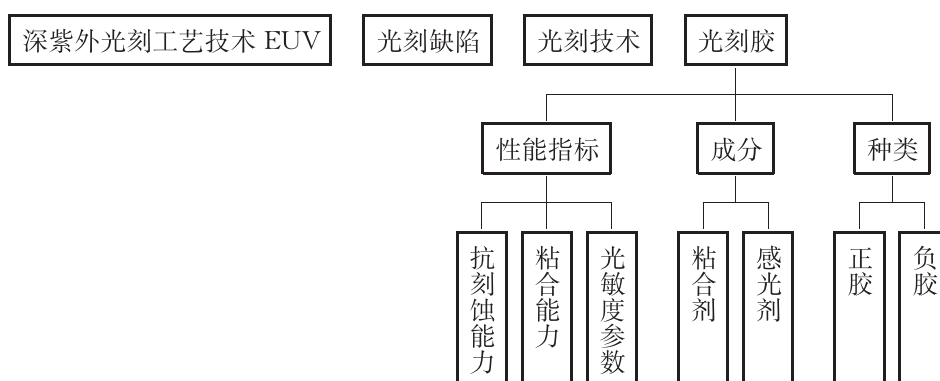 深紫外光刻工艺技术 EUV
光刻缺陷
光刻技术
光刻胶
性能指标
成分
种类
抗刻蚀能力
粘合能力
光敏度参数
粘合剂
感光剂
正胶
负胶